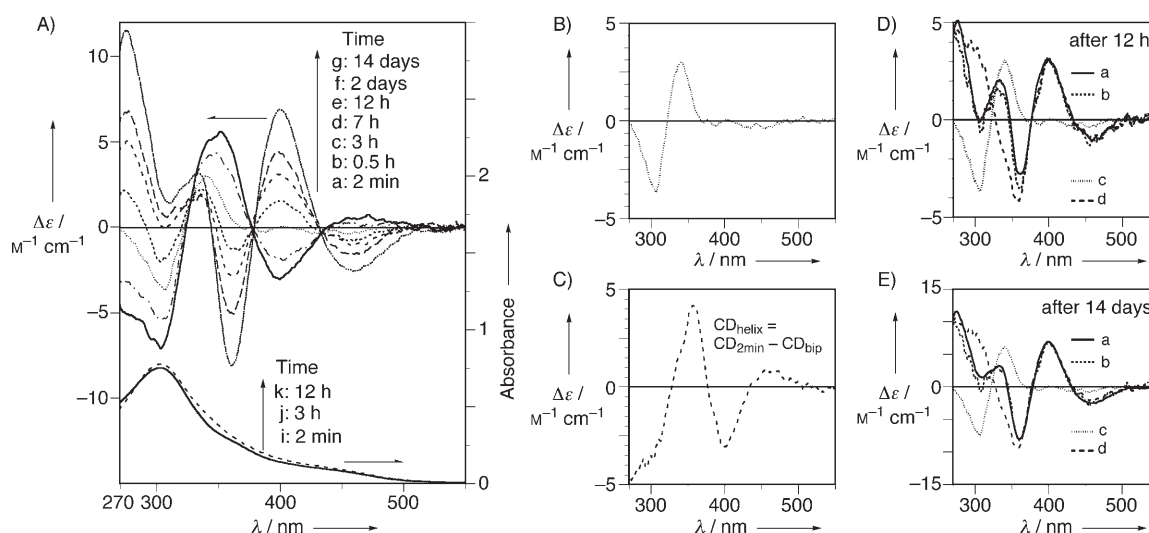 A)
10
5
0
−5
−10
Δε /
M⁻¹ cm⁻¹
Time
g: 14 days
f: 2 days
e: 12 h
d: 7 h
c: 3 h
b: 0.5 h
a: 2 min
2
1
0
Absorbance
Time
k: 12 h
j: 3 h
i: 2 min
270 300 400 500
λ / nm
B)
5
0
−5
Δε /
M⁻¹ cm⁻¹
300 400 500
λ / nm
C)
5
0
−5
Δε /
M⁻¹ cm⁻¹
CDhelix =
CD2min − CDbip
300 400 500
λ / nm
D)
5
0
−5
Δε /
M⁻¹ cm⁻¹
after 12 h
a
b
c
d
300 400 500
λ / nm
E)
15
0
−15
Δε /
M⁻¹ cm⁻¹
after 14 days
a
b
c
d
300 400 500
λ / nm